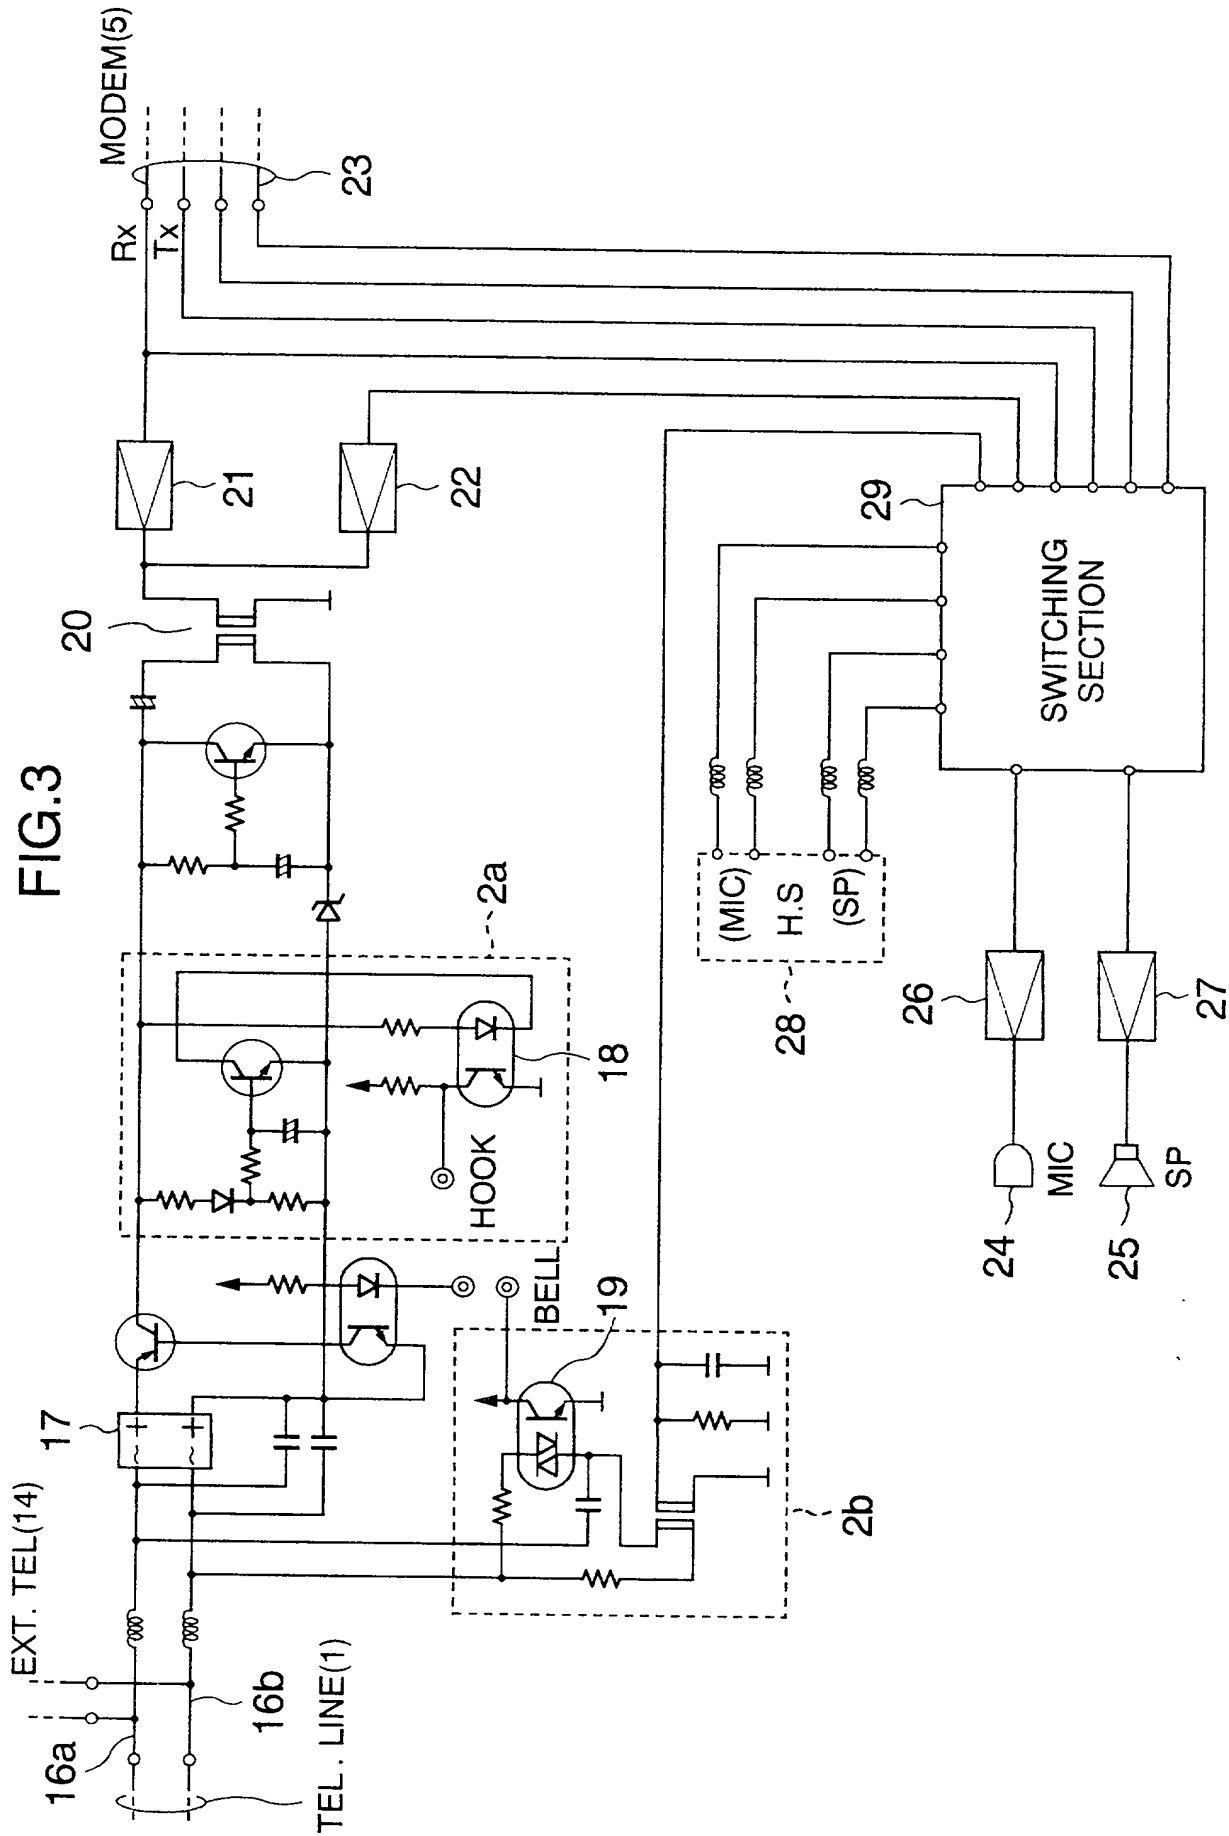 FIG.3
EXT. TEL(14)
16a
16b
TEL. LINE(1)
17
BELL
19
2b
HOOK
18
2a
20
21
22
Rx
Tx
MODEM(5)
23
24
MIC
25
SP
26
27
28
(MIC)
H.S
(SP)
29
SWITCHING
SECTION